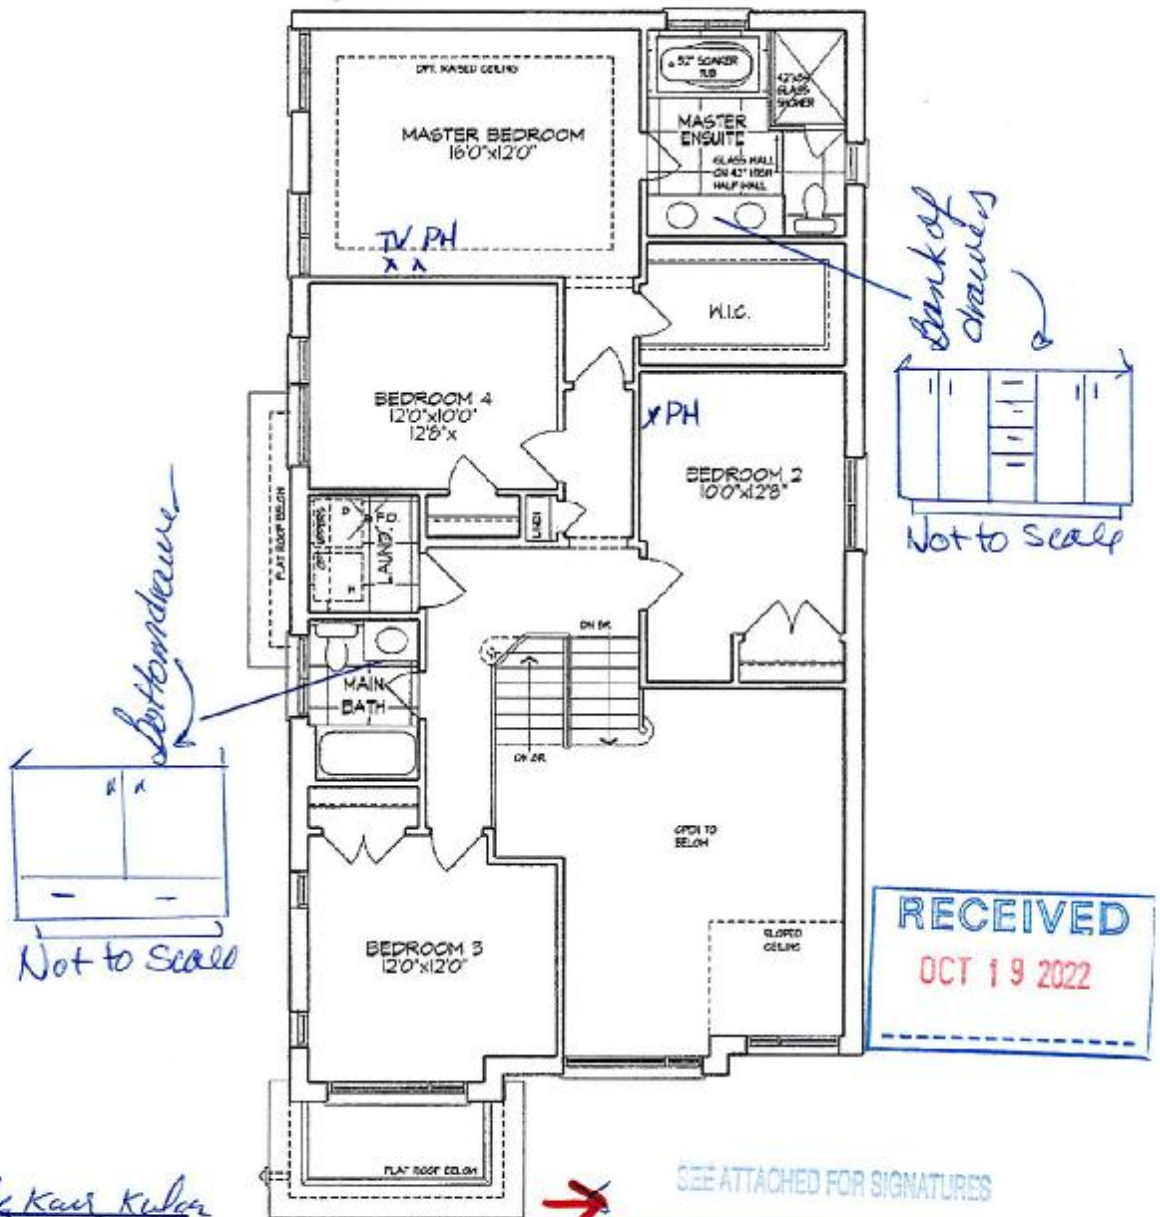 OPT. RAISED CEILING
MASTER BEDROOM
16'0"x12'0"
TV PH
x x
52" SOAKER
TUB
GLASS
SHOWER
MASTER
ENSUITE
GLASS WALL
ON 42" HIGH
HALF WALL
W.I.C.
Bank of
drawers
Not to Scale
BEDROOM 4
12'0"x10'0"
12'8"x
x PH
BEDROOM 2
10'0"x12'8"
FLAT ROOF BELOW
OPT. UPPERS
D
W
F.D.
LAUND.
LINEN
DN 8R
DN 8R
MAIN
BATH
Bottom drawer
Not to Scale
OPEN TO
BELOW
SLOPED
CEILING
BEDROOM 3
12'0"x12'0"
FLAT ROOF BELOW
RECEIVED
OCT 19 2022
SEE ATTACHED FOR SIGNATURES
Kaur